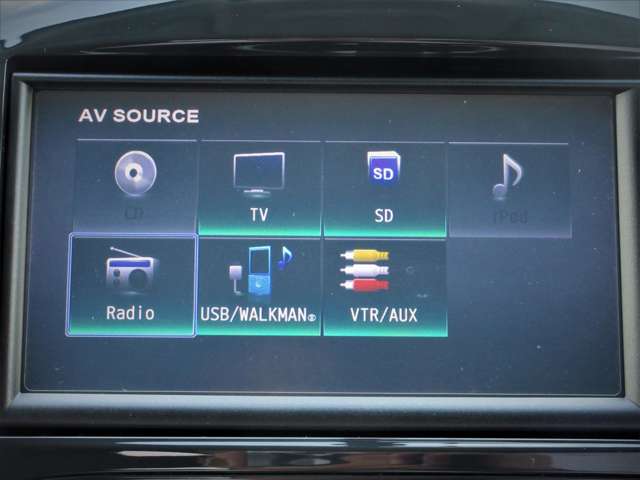 AV SOURCE
CD
TV
SD
SD
iPod
Radio
USB/WALKMAN®
VTR/AUX